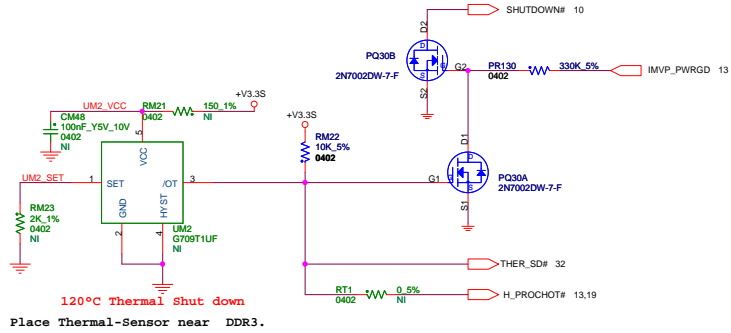 SHUTDOWN# 10
D2
D
PQ30B
G
G2
PR130
330K_5%
IMVP_PWRGD 13
2N7002DW-7-F
0402
S
S2
+V3.3S
UM2_VCC
RM21
150_1%
+V3.3S
CM48
0402
NI
100nF_Y5V_10V
0402
NI
5
RM22
10K_5%
0402
D1
VCC
D
PQ30A
2N7002DW-7-F
UM2_SET
1
SET
/OT
3
G1
G
S
RM23
2K_1%
0402
NI
GND
HYST
S1
2
4
UM2
G709T1UF
NI
THER_SD# 32
RT1
0_5%
H_PROCHOT# 13,19
0402
NI
120°C Thermal Shut down
Place Thermal-Sensor near DDR3.